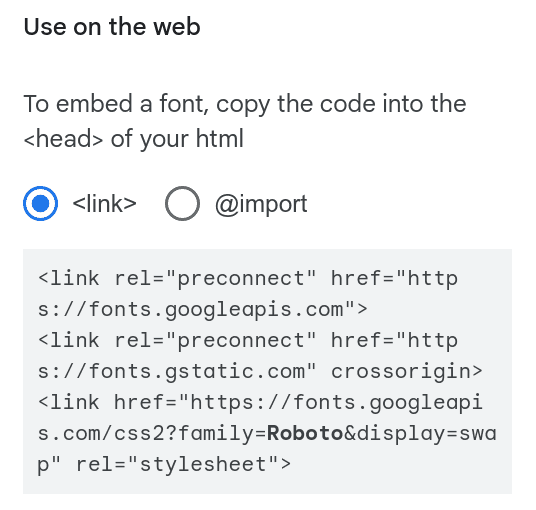 Use on the web
To embed a font, copy the code into the
<head> of your html
<link> @import
<link rel="preconnect" href="http
s://fonts.googleapis.com">
<link rel="preconnect" href="http
s://fonts.gstatic.com" crossorigin>
<link href="https://fonts.googleapi
s.com/css2?family=Roboto&display=swa
p" rel="stylesheet">